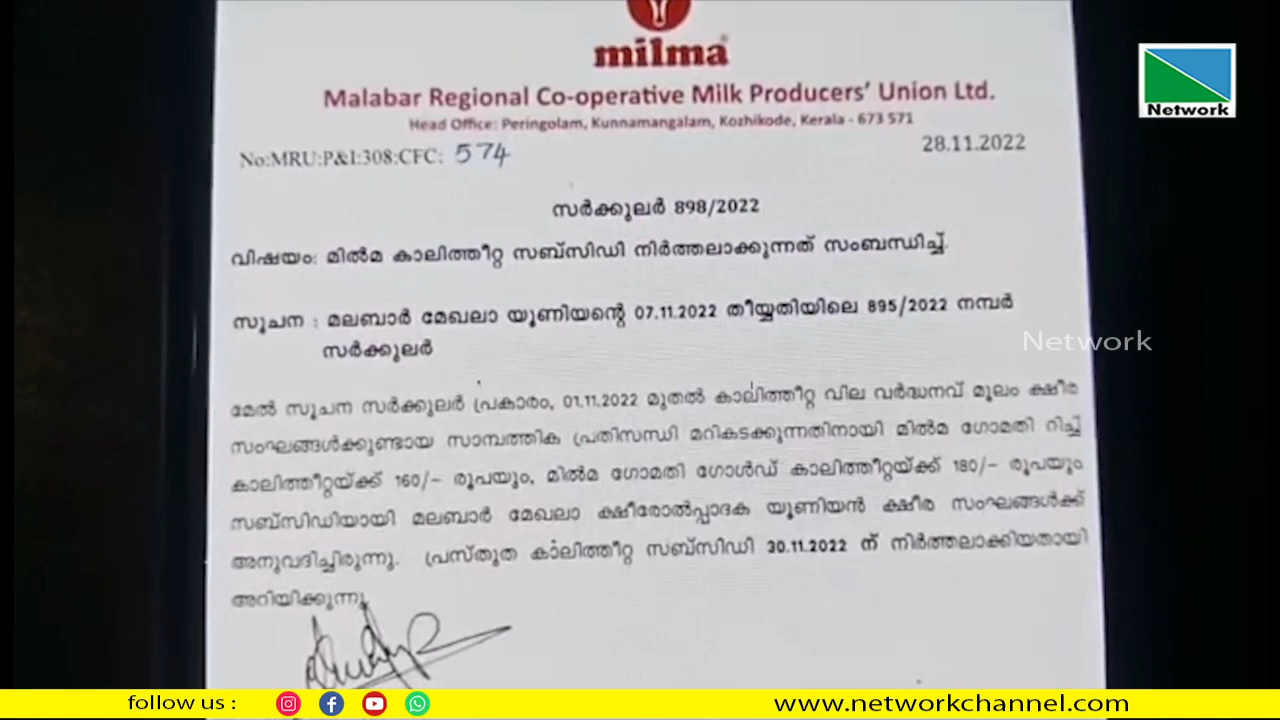 milma
Malabar Regional Co-operative Milk Producers' Union Ltd.
Head Office: Peringolam, Kunnamangalam, Kozhikode, Kerala - 673 571
No:MRU:P&I:308:CFC: 574
28.11.2022
സർക്കുലർ 898/2022
വിഷയം: മിൽമ കാലിത്തീറ്റ സബ്സിഡി നിർത്തലാക്കുന്നത് സംബന്ധിച്ച്.
സൂചന : മലബാർ മേഖലാ യൂണിയന്റെ 07.11.2022 തീയ്യതിയിലെ 895/2022 നമ്പർ
സർക്കുലർ
മേൽ സൂചന സർക്കുലർ പ്രകാരം, 01.11.2022 മുതൽ കാലിത്തീറ്റ വില വർദ്ധനവ് മൂലം ക്ഷീര
സംഘങ്ങൾക്കുണ്ടായ സാമ്പത്തിക പ്രതിസന്ധി മറികടക്കുന്നതിനായി മിൽമ ഗോമതി റിച്ച്
കാലിത്തീറ്റയ്ക്ക് 160/- രൂപയും, മിൽമ ഗോമതി ഗോൾഡ് കാലിത്തീറ്റയ്ക്ക് 180/- രൂപയും
സബ്സിഡിയായി മലബാർ മേഖലാ ക്ഷീരോൽപ്പാദക യൂണിയൻ ക്ഷീര സംഘങ്ങൾക്ക്
അനുവദിച്ചിരുന്നു. പ്രസ്തുത കാലിത്തീറ്റ സബ്സിഡി 30.11.2022 ന് നിർത്തലാക്കിയതായി
അറിയിക്കുന്നു
Network
Network
follow us :
www.networkchannel.com